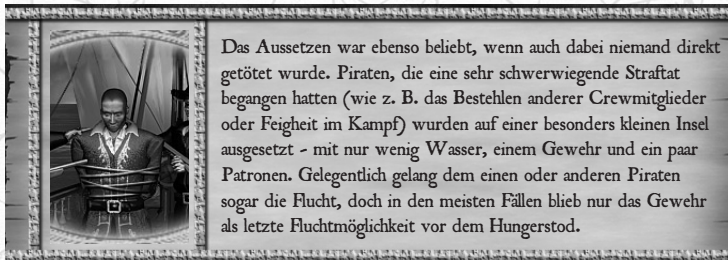 Das Aussetzen war ebenso beliebt, wenn auch dabei niemand direkt
getötet wurde. Piraten, die eine sehr schwerwiegende Straftat
begangen hatten (wie z. B. das Bestehlen anderer Crewmitglieder
oder Feigheit im Kampf) wurden auf einer besonders kleinen Insel
ausgesetzt - mit nur wenig Wasser, einem Gewehr und ein paar
Patronen. Gelegentlich gelang dem einen oder anderen Piraten
sogar die Flucht, doch in den meisten Fällen blieb nur das Gewehr
als letzte Fluchtmöglichkeit vor dem Hungerstod.